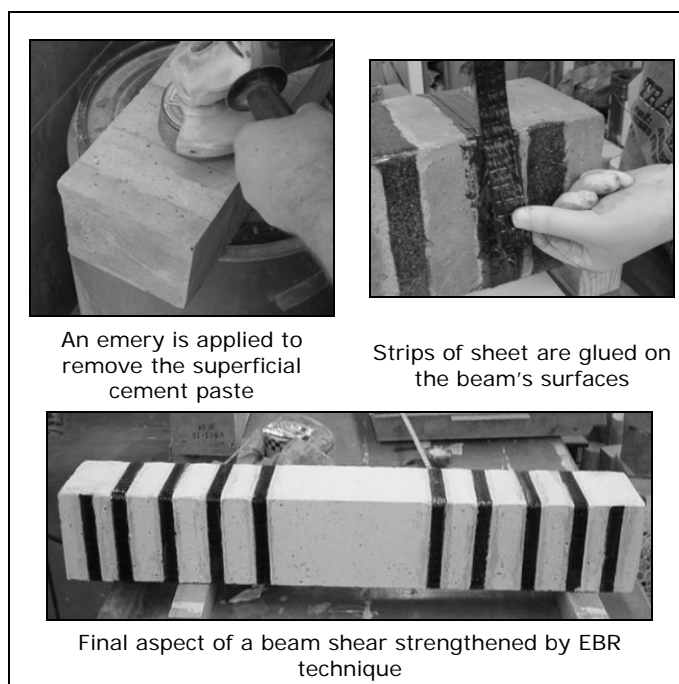 An emery is applied to
remove the superficial
cement paste
Strips of sheet are glued on
the beam's surfaces
Final aspect of a beam shear strengthened by EBR
technique